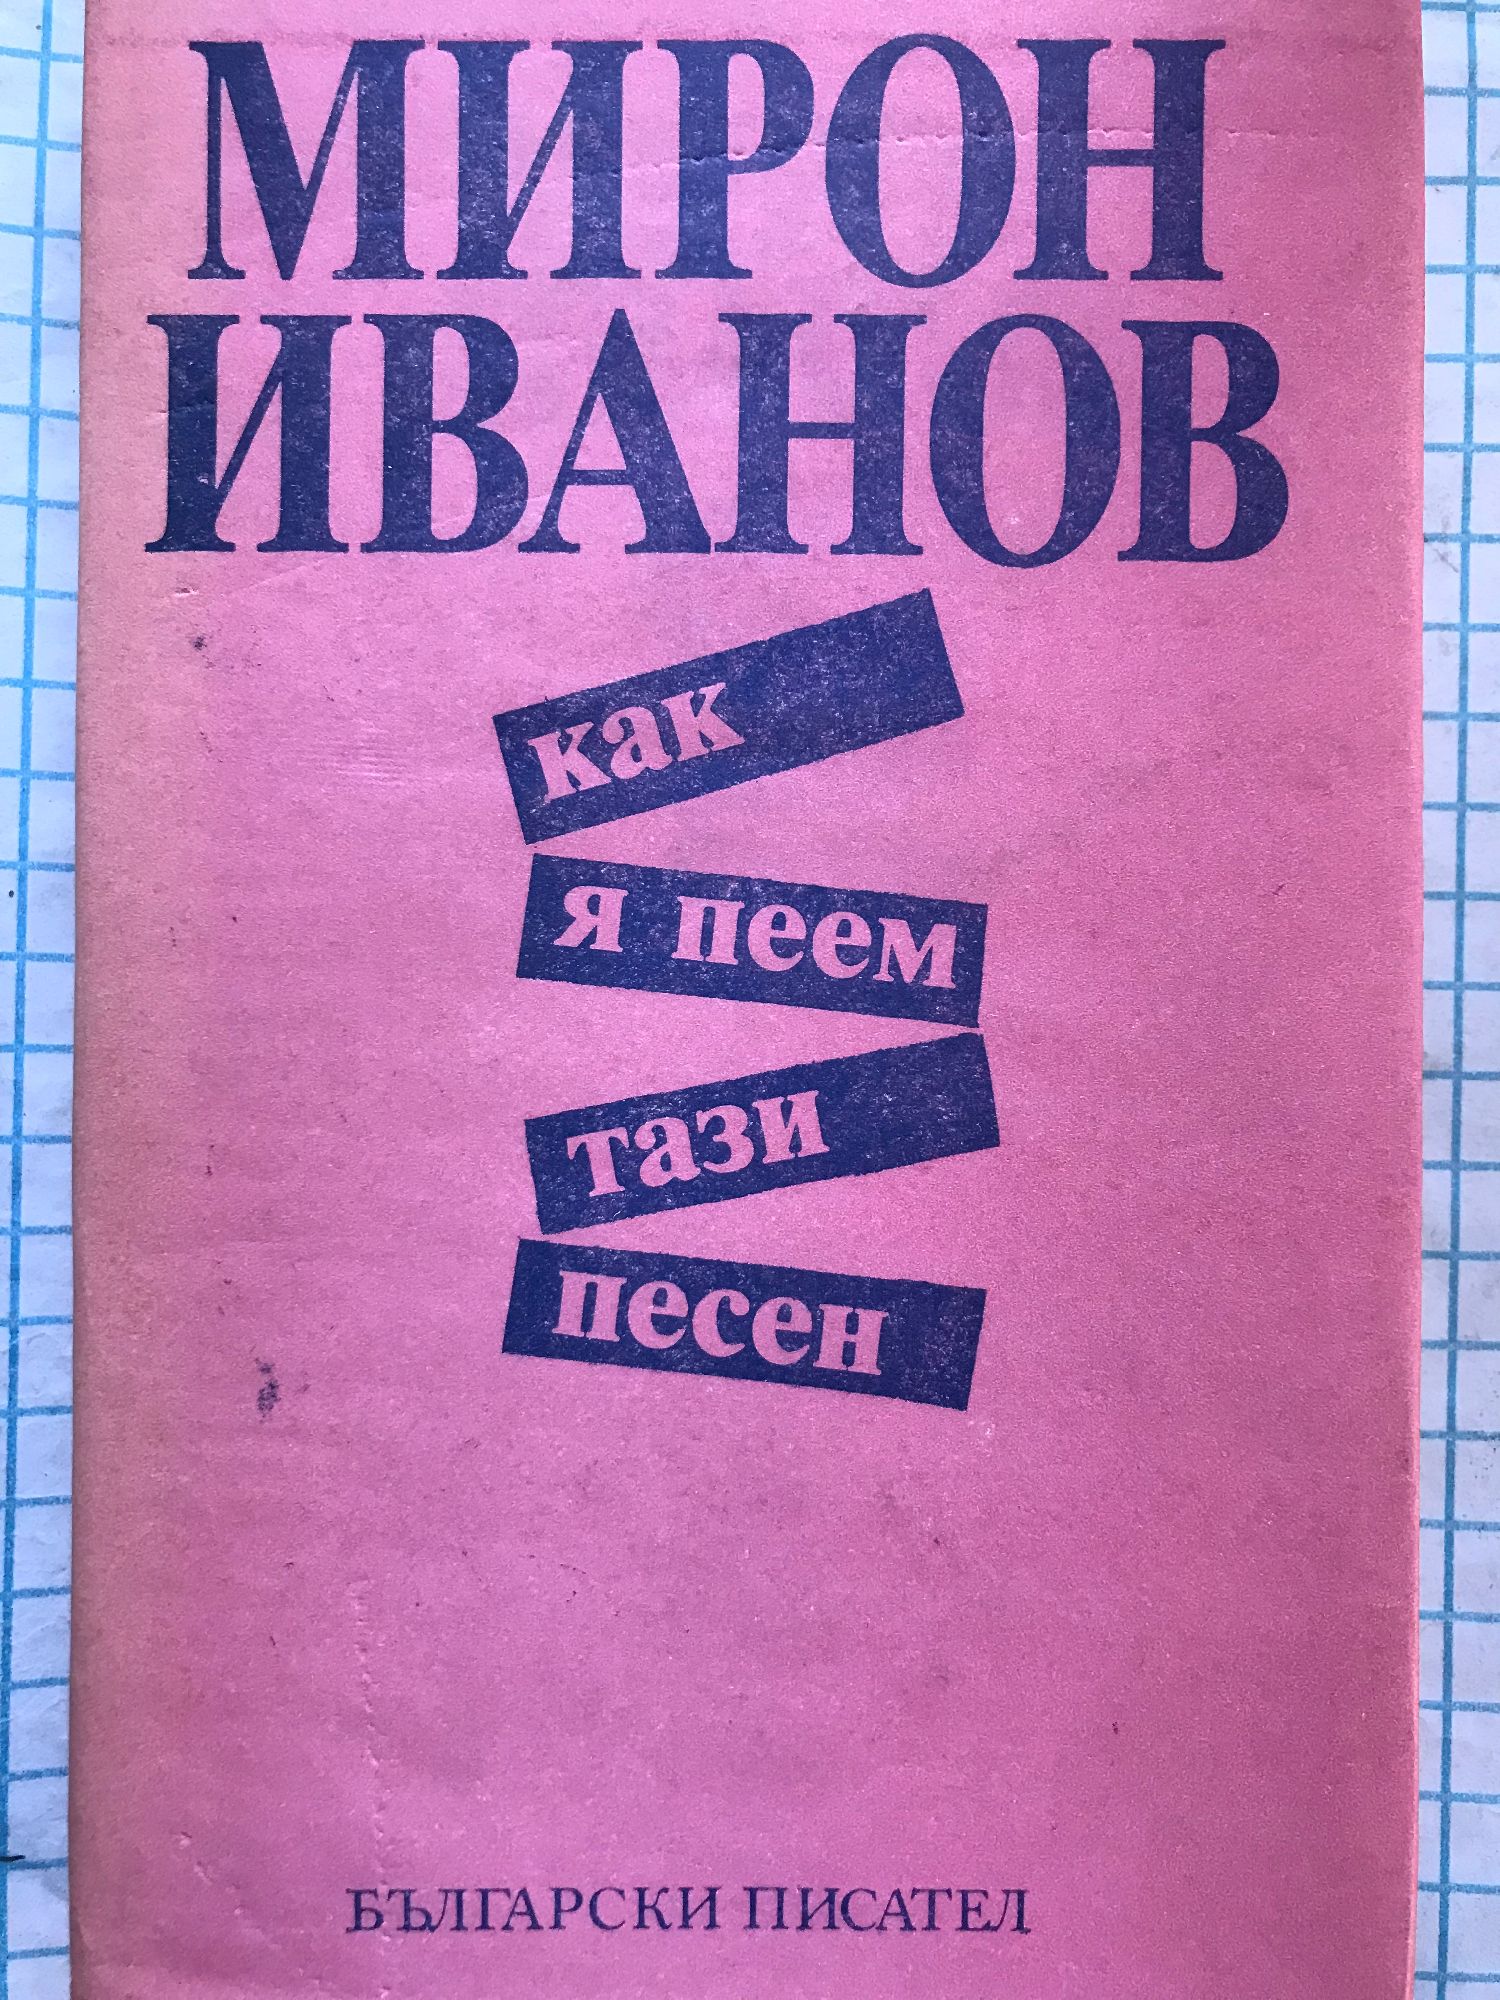 МИРОН
ИВАНОВ
как
я пеем
тази
песен
БЪЛГАРСКИ ПИСАТЕЛ